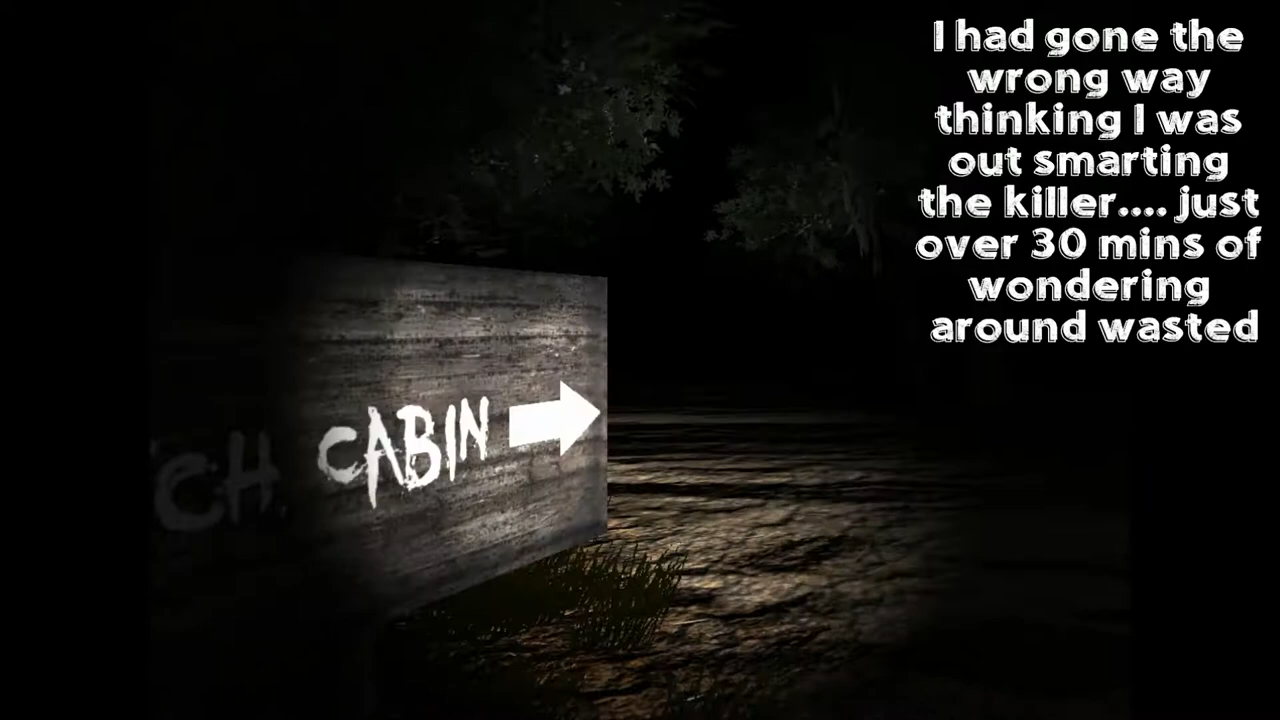 I had gone the
wrong way
thinking I was
out smarting
the killer.... just
over 30 mins of
wondering
around wasted
CH. CABIN